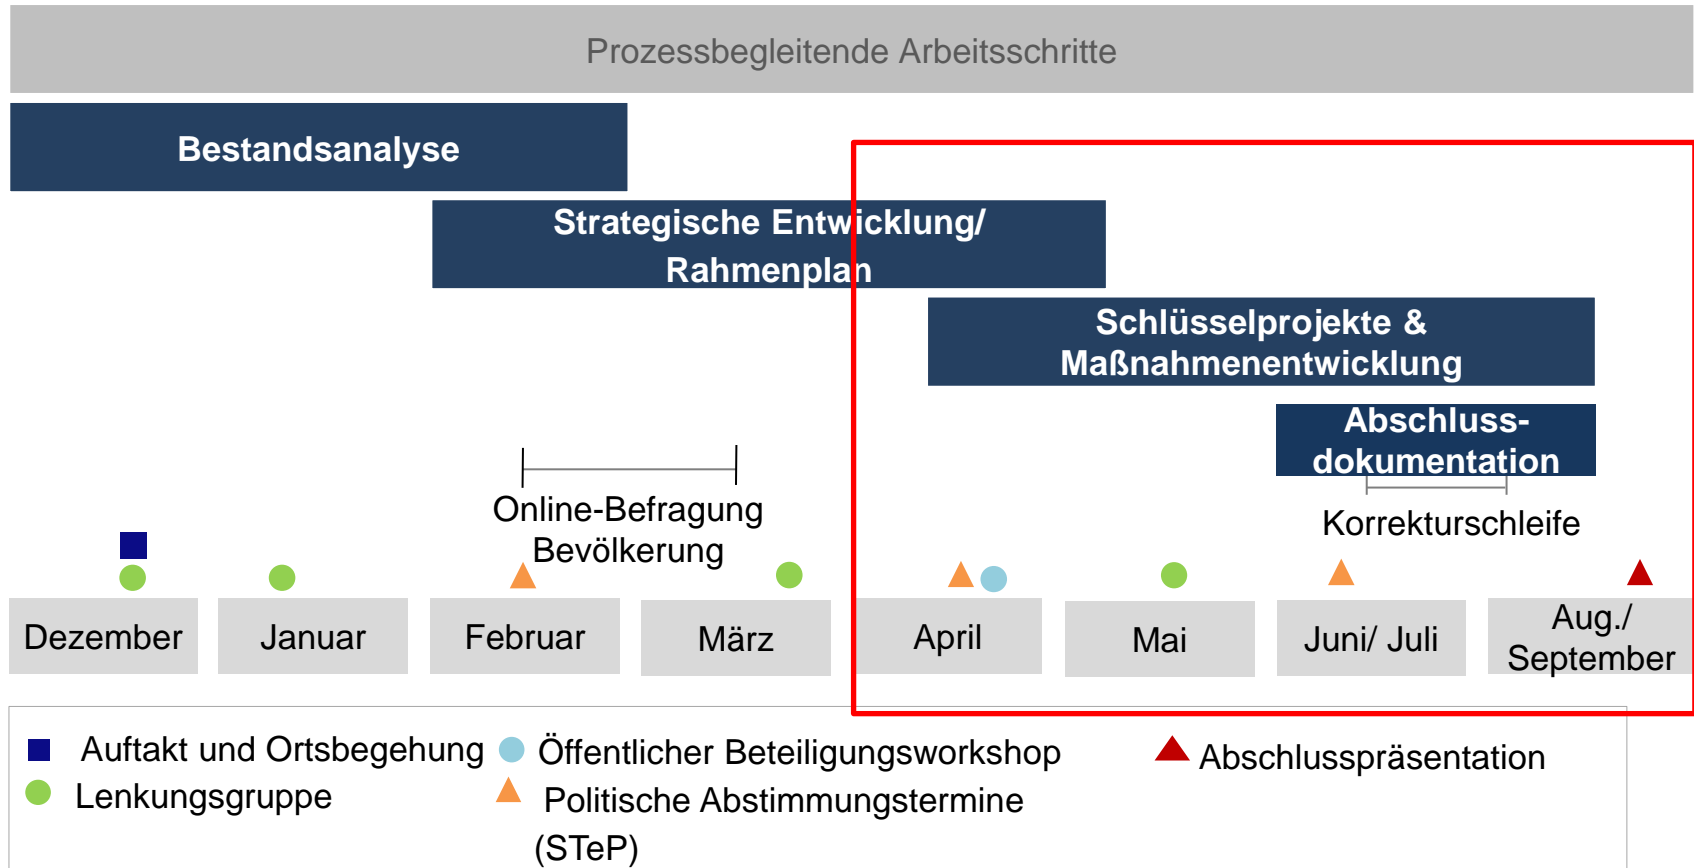 Prozessbegleitende Arbeitsschritte
Bestandsanalyse
Strategische Entwicklung/
Rahmenplan
Schlüsselprojekte &
Maßnahmenentwicklung
Abschluss-
dokumentation
Online-Befragung
Bevölkerung
Korrekturschleife
Dezember
Januar
Februar
März
April
Mai
Juni/ Juli
Aug./
September
Auftakt und Ortsbegehung
Öffentlicher Beteiligungsworkshop
Abschlusspräsentation
Lenkungsgruppe
Politische Abstimmungstermine
(STeP)